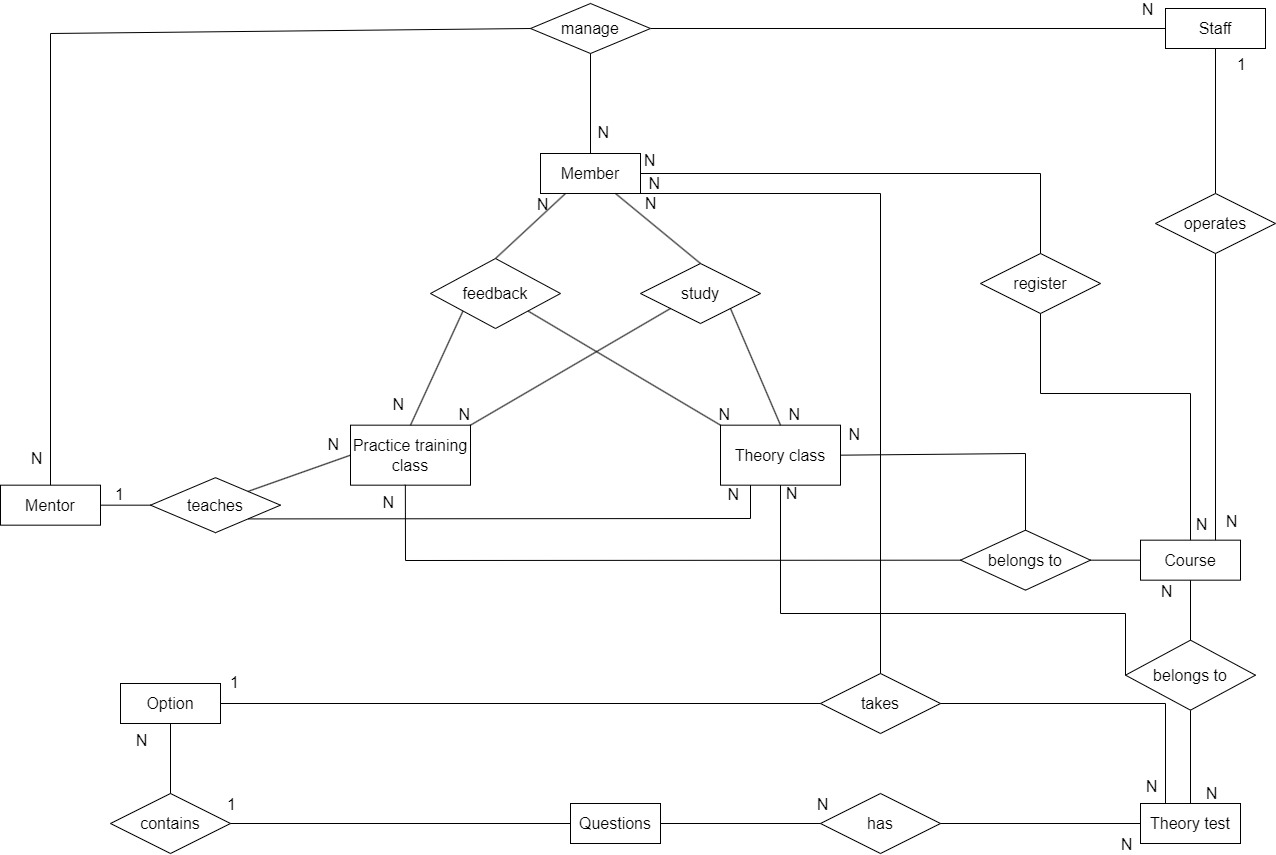 N
manage
Staff
1
N
N
Member
N
N
N
operates
register
feedback
study
N
N
N
N
N
N
Practice training
class
Theory class
N
1
N
N
N
Mentor
teaches
N
N
belongs to
Course
N
belongs to
1
Option
takes
N
N
N
1
N
contains
Questions
has
Theory test
N